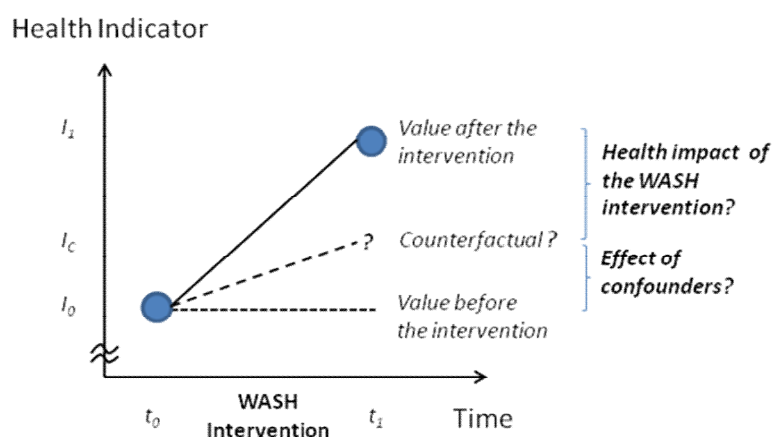 Health Indicator
I₁
Value after the
intervention
Health impact of
the WASH
intervention?
I_C
?
Counterfactual ?
Effect of
confounders?
I₀
Value before
the intervention
t₀
WASH
Intervention
t₁
Time